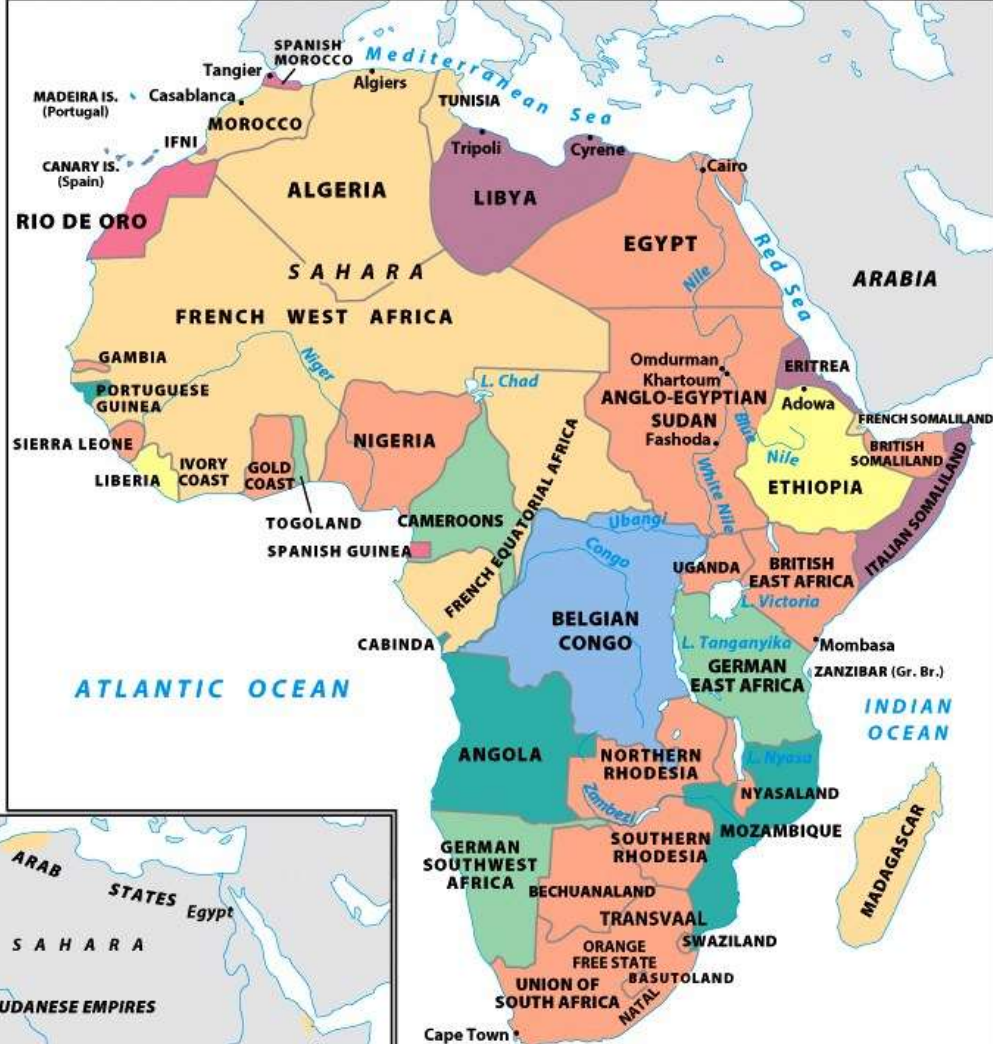 SPANISH
MOROCCO
Mediterranean Sea
Tangier
Algiers
MADEIRA IS.
(Portugal)
Casablanca
TUNISIA
MOROCCO
IFNI
Tripoli
Cyrene
CANARY IS.
(Spain)
Cairo
ALGERIA
LIBYA
RIO DE ORO
EGYPT
Red Sea
SAHARA
Nile
ARABIA
FRENCH WEST AFRICA
GAMBIA
Niger
Omdurman
ERITREA
L. Chad
Khartoum
PORTUGUESE
GUINEA
ANGLO-EGYPTIAN
SUDAN
Adowa
FRENCH SOMALILAND
Blue
Nile
SIERRA LEONE
NIGERIA
Fashoda
BRITISH
SOMALILAND
IVORY
COAST
GOLD
COAST
LIBERIA
White Nile
ETHIOPIA
ITALIAN SOMALILAND
TOGOLAND
CAMEROONS
FRENCH EQUATORIAL AFRICA
Ubangi
SPANISH GUINEA
Congo
UGANDA
BRITISH
EAST AFRICA
L. Victoria
BELGIAN
CONGO
CABINDA
L. Tanganyika
Mombasa
GERMAN
EAST AFRICA
ZANZIBAR (Gr. Br.)
ATLANTIC OCEAN
INDIAN
OCEAN
ANGOLA
NORTHERN
RHODESIA
L. Nyasa
Zambezi
NYASALAND
MOZAMBIQUE
SOUTHERN
RHODESIA
GERMAN
SOUTHWEST
AFRICA
MADAGASCAR
BECHUANALAND
TRANSVAAL
SWAZILAND
ORANGE
FREE STATE
BASUTOLAND
UNION OF
SOUTH AFRICA
NATAL
Cape Town
ARAB STATES
Egypt
SAHARA
UDANESE EMPIRES